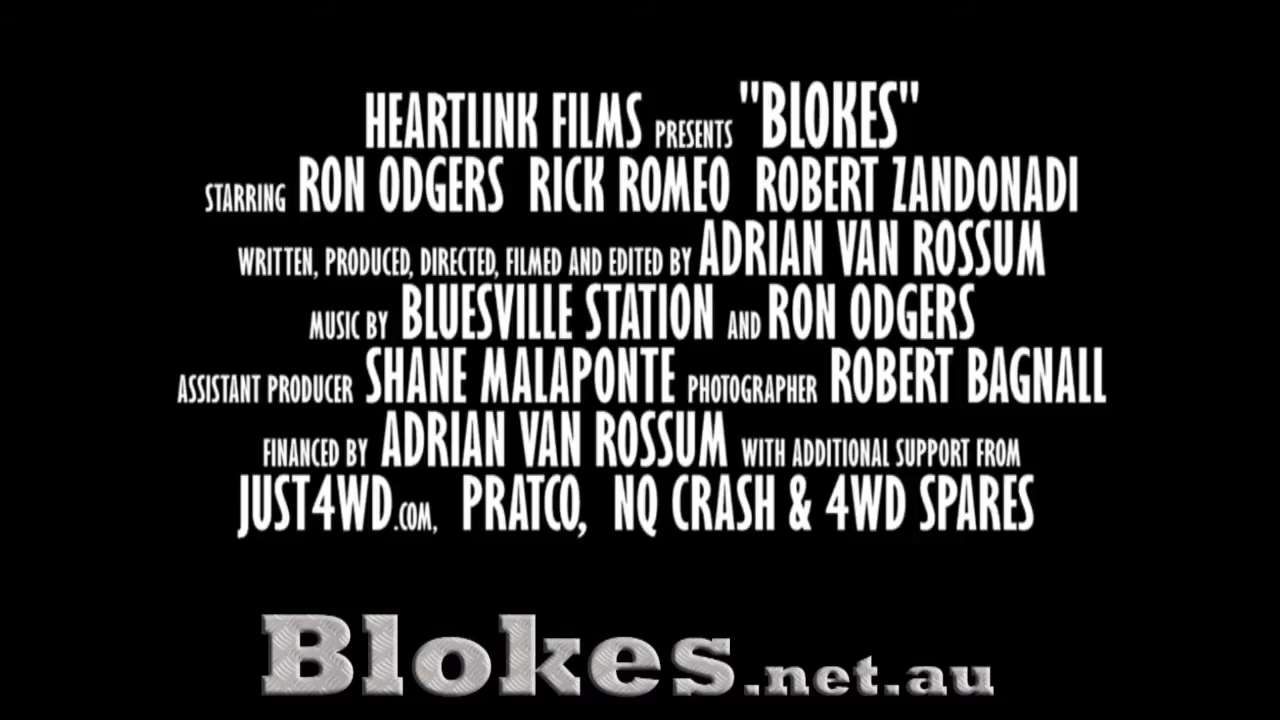 HEARTLINK FILMS PRESENTS "BLOKES"
STARRING RON ODGERS RICK ROMEO ROBERT ZANDONADI
WRITTEN, PRODUCED, DIRECTED, FILMED AND EDITED BY ADRIAN VAN ROSSUM
MUSIC BY BLUESVILLE STATION AND RON ODGERS
ASSISTANT PRODUCER SHANE MALAPONTE PHOTOGRAPHER ROBERT BAGNALL
FINANCED BY ADRIAN VAN ROSSUM WITH ADDITIONAL SUPPORT FROM
JUST4WD.COM, PRATCO, NQ CRASH & 4WD SPARES
Blokes.net.au